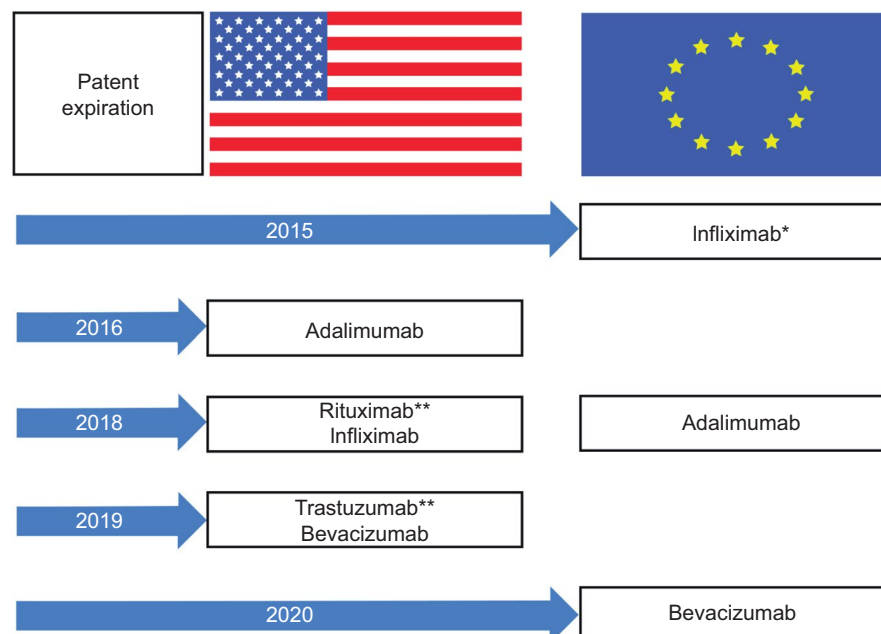 Patent
expiration
2015
Infliximab*
2016
Adalimumab
2018
Rituximab**
Infliximab
Adalimumab
2019
Trastuzumab**
Bevacizumab
2020
Bevacizumab